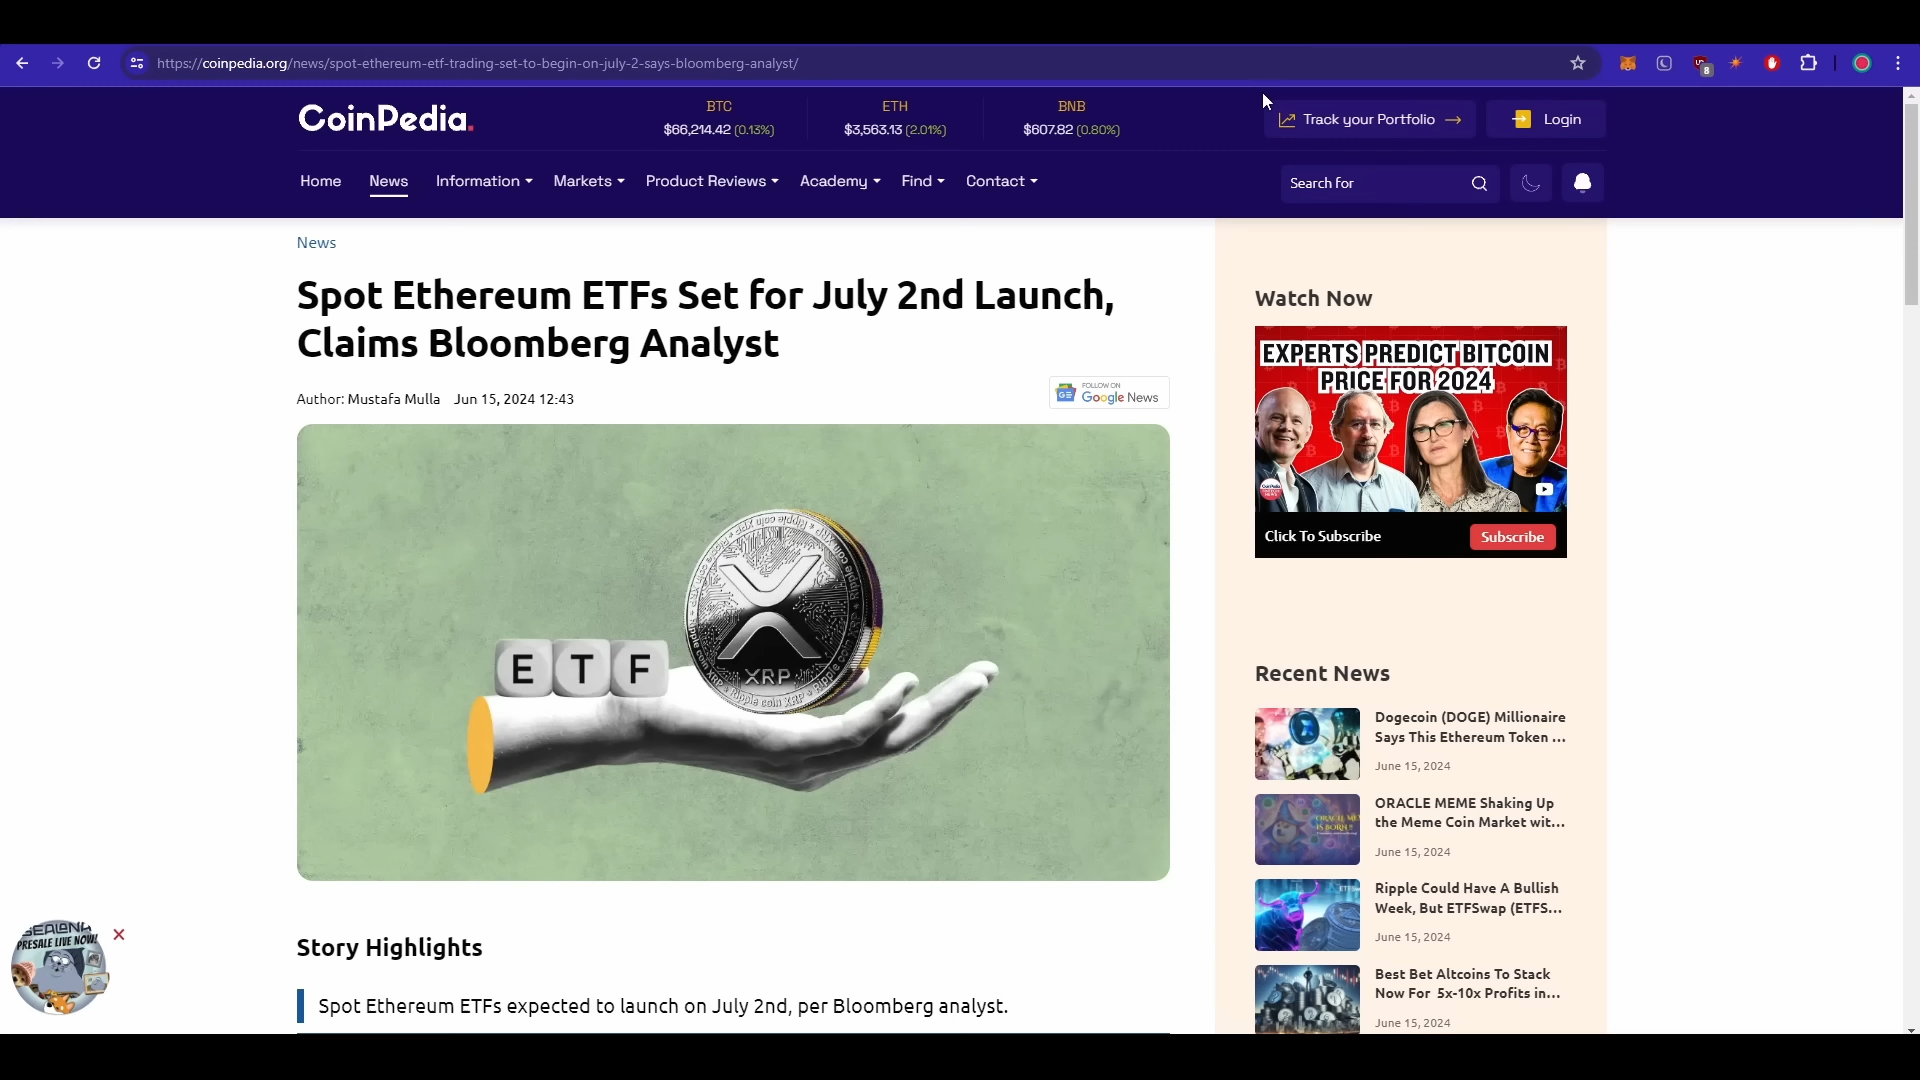 https://coinpedia.org/news/spot-ethereum-etf-trading-set-to-begin-on-july-2-says-bloomberg-analyst/
8
CoinPedia.
BTC
$66,214.42 (0.13%)
ETH
$3,563.13 (2.01%)
BNB
$607.82 (0.80%)
Track your Portfolio
Login
Home News Information Markets Product Reviews Academy Find Contact
Search for
News
Spot Ethereum ETFs Set for July 2nd Launch,
Claims Bloomberg Analyst
Author: Mustafa Mulla Jun 15, 2024 12:43
FOLLOW ON
Google News
ETF
XRP
Ripple coin XRP
Story Highlights
Spot Ethereum ETFs expected to launch on July 2nd, per Bloomberg analyst.
SEALANA
PRESALE LIVE NOW!
Watch Now
EXPERTS PREDICT BITCOIN
PRICE FOR 2024
Click To Subscribe
Subscribe
Recent News
Dogecoin (DOGE) Millionaire
Says This Ethereum Token ...
June 15, 2024
ORACLE MEME Shaking Up
the Meme Coin Market wit...
June 15, 2024
Ripple Could Have A Bullish
Week, But ETFSwap (ETFS...
June 15, 2024
Best Bet Altcoins To Stack
Now For 5x-10x Profits in...
June 15, 2024